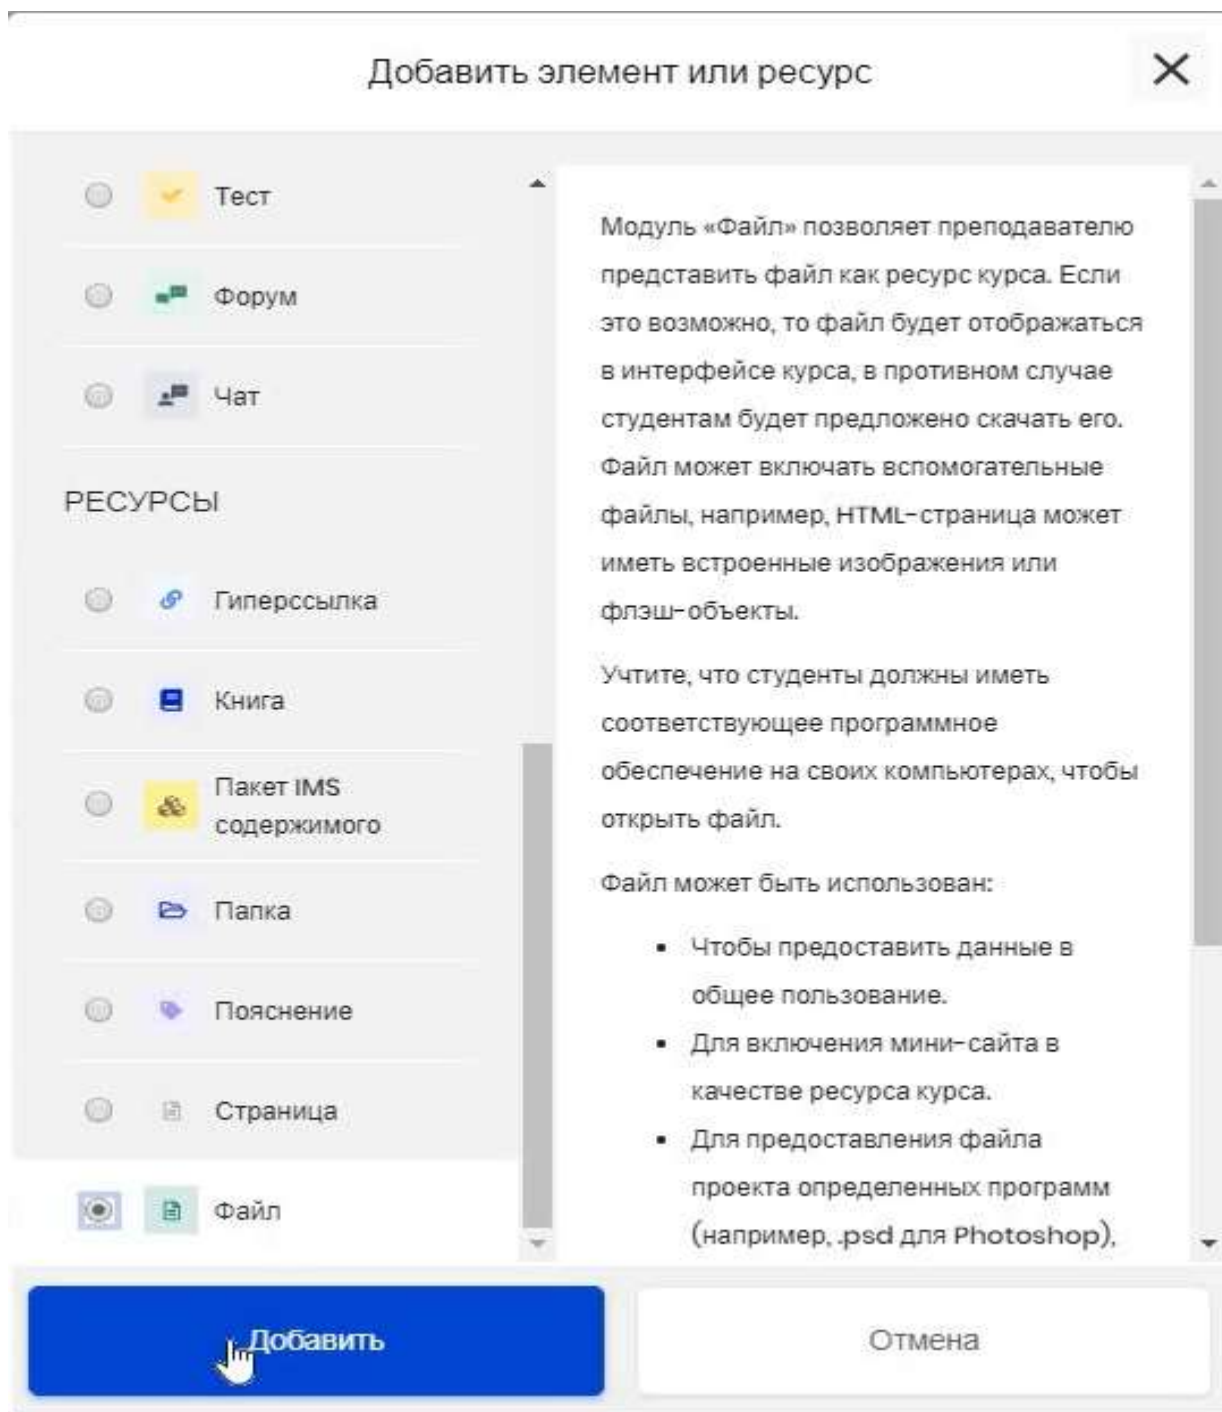 Добавить элемент или ресурс
Тест
Форум
Чат
РЕСУРСЫ
Гиперссылка
Книга
Пакет IMS
содержимого
Папка
Пояснение
Страница
Файл
Модуль «Файл» позволяет преподавателю
представить файл как ресурс курса. Если
это возможно, то файл будет отображаться
в интерфейсе курса, в противном случае
студентам будет предложено скачать его.
Файл может включать вспомогательные
файлы, например, HTML-страница может
иметь встроенные изображения или
флэш-объекты.
Учтите, что студенты должны иметь
соответствующее программное
обеспечение на своих компьютерах, чтобы
открыть файл.
Файл может быть использован:
• Чтобы предоставить данные в
общее пользование.
• Для включения мини-сайта в
качестве ресурса курса.
• Для предоставления файла
проекта определенных программ
(например, .psd для Photoshop),
Добавить
Отмена